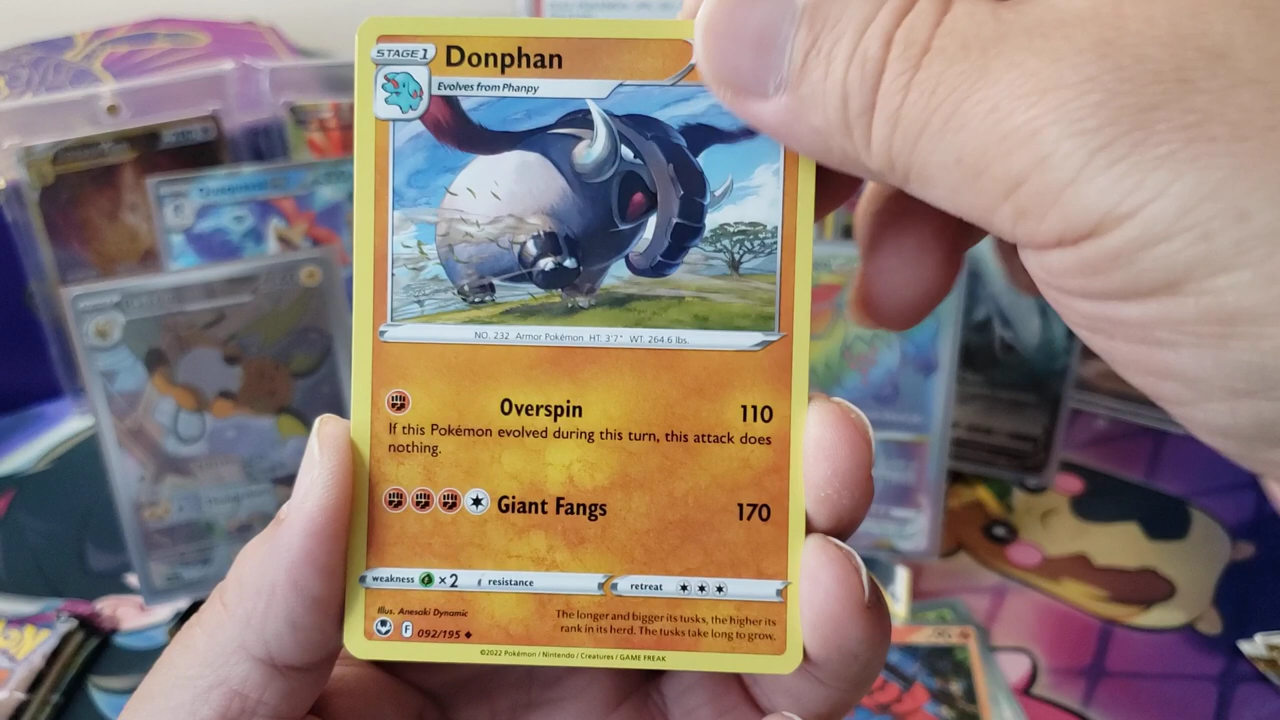 STAGE1
Donphan
Evolves from Phanpy
NO. 232 Armor Pokémon HT: 3'7" WT. 264.6 lbs.
Overspin 110
If this Pokémon evolved during this turn, this attack does
nothing.
Giant Fangs 170
weakness ×2 resistance retreat
Illus. Anesaki Dynamic
F 092/195
The longer and bigger its tusks, the higher its
rank in its herd. The tusks take long to grow.
©2022 Pokémon / Nintendo / Creatures / GAME FREAK